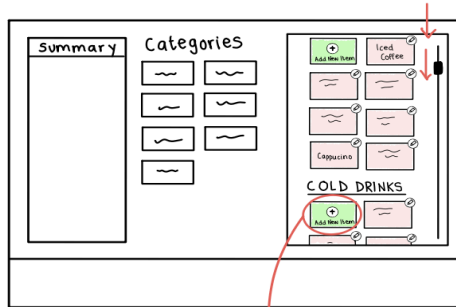 Summary
Categories
Add New Item
Iced
Coffee
Cappucino
COLD DRINKS
Add New Item